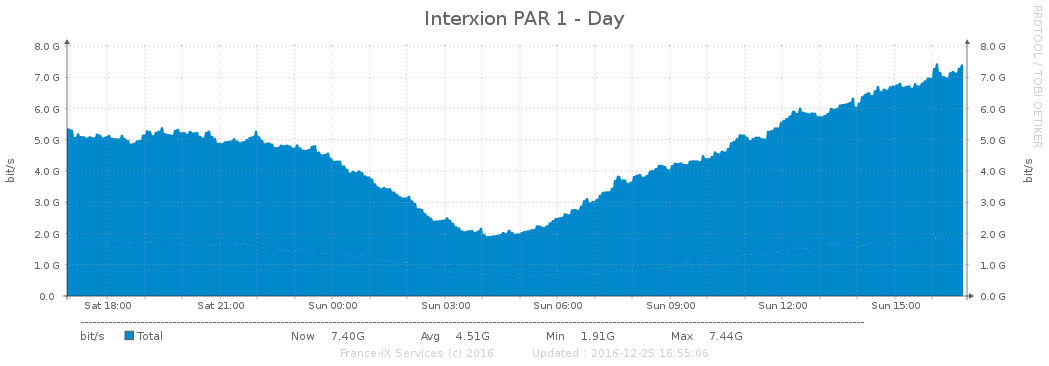 Interxion PAR 1 - Day
RRDTOOL / TOBI OETIKER
8.0 G 8.0 G
7.0 G 7.0 G
6.0 G 6.0 G
5.0 G 5.0 G
4.0 G 4.0 G
3.0 G 3.0 G
2.0 G 2.0 G
1.0 G 1.0 G
0.0 0.0 G
bit/s bit/s
Sat 18:00 Sat 21:00 Sun 00:00 Sun 03:00 Sun 06:00 Sun 09:00 Sun 12:00 Sun 15:00
bit/s Total Now 7.40G Avg 4.51G Min 1.91G Max 7.44G
France-IX Services (c) 2016 Updated : 2016-12-25 16:55:06